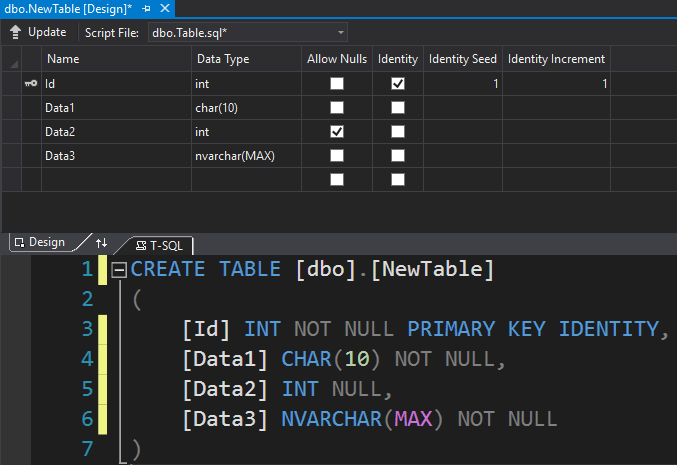 dbo.NewTable [Design]*
Update Script File: dbo.Table.sql*
Name Data Type Allow Nulls Identity Identity Seed Identity Increment
Id int 1 1
Data1 char(10)
Data2 int
Data3 nvarchar(MAX)
Design T-SQL
1 CREATE TABLE [dbo].[NewTable]
2 (
3 [Id] INT NOT NULL PRIMARY KEY IDENTITY,
4 [Data1] CHAR(10) NOT NULL,
5 [Data2] INT NULL,
6 [Data3] NVARCHAR(MAX) NOT NULL
7 )